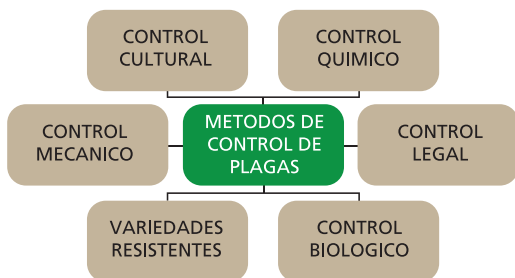 CONTROL
CULTURAL
CONTROL
QUIMICO
CONTROL
MECANICO
METODOS DE
CONTROL DE
PLAGAS
CONTROL
LEGAL
VARIEDADES
RESISTENTES
CONTROL
BIOLOGICO